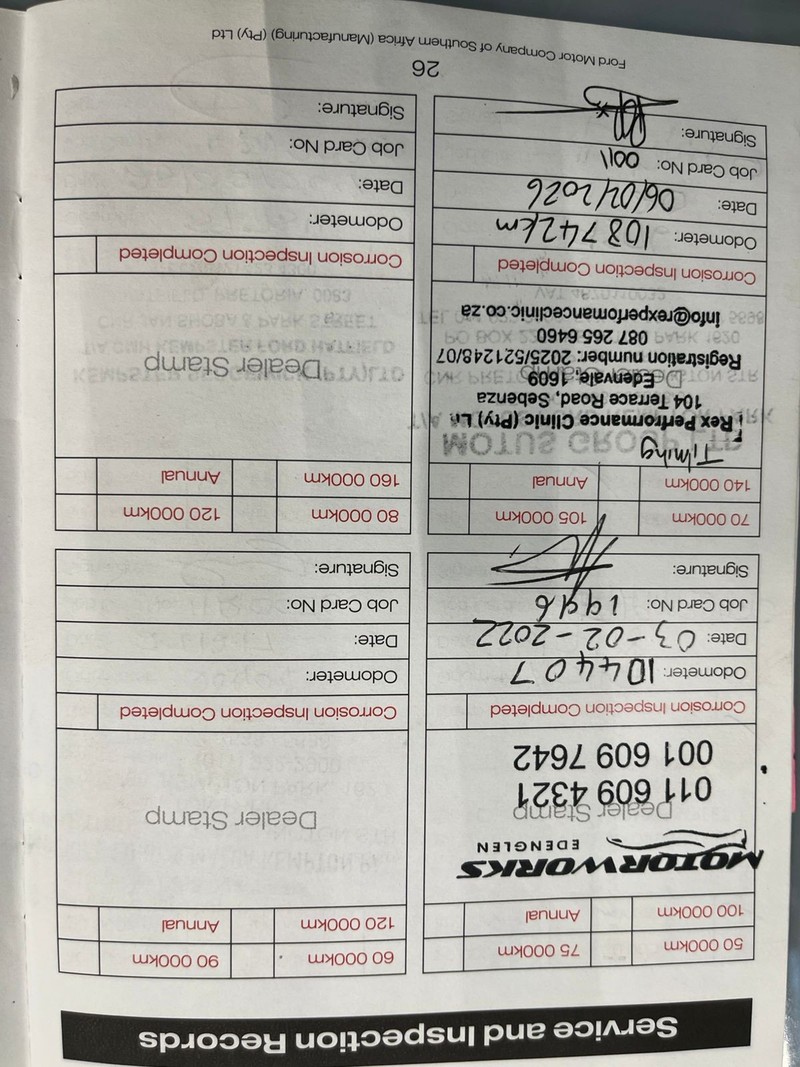 Service and Inspection Records
50 000km 75 000km
100 000km Annual
MOTORWORKS
EDENGLEN
Dealer Stamp
011 609 4321
001 609 7642
Corrosion Inspection Completed
Odometer: 104407
Date: 03-02-2022
Job Card No: 1996
Signature:
60 000km 90 000km
120 000km Annual
Dealer Stamp
Corrosion Inspection Completed
Odometer:
Date:
Job Card No:
Signature:
70 000km 105 000km
140 000km Annual
Timing
Rex Perfrormance Clinic (Pty)
104 Terrace Road, Sebenza
Edenvale, 1609
Dealer Stamp
Registration number: 2025/521248/07
087 265 6460
info@rexperfomanceclinic.co.za
Corrosion Inspection Completed
Odometer: 108742km
Date: 06/04/2026
Job Card No: 0011
Signature:
80 000km 120 000km
160 000km Annual
Dealer Stamp
Corrosion Inspection Completed
Odometer:
Date:
Job Card No:
Signature:
26
Ford Motor Company of Southern Africa (Manufacturing) (Pty) Ltd